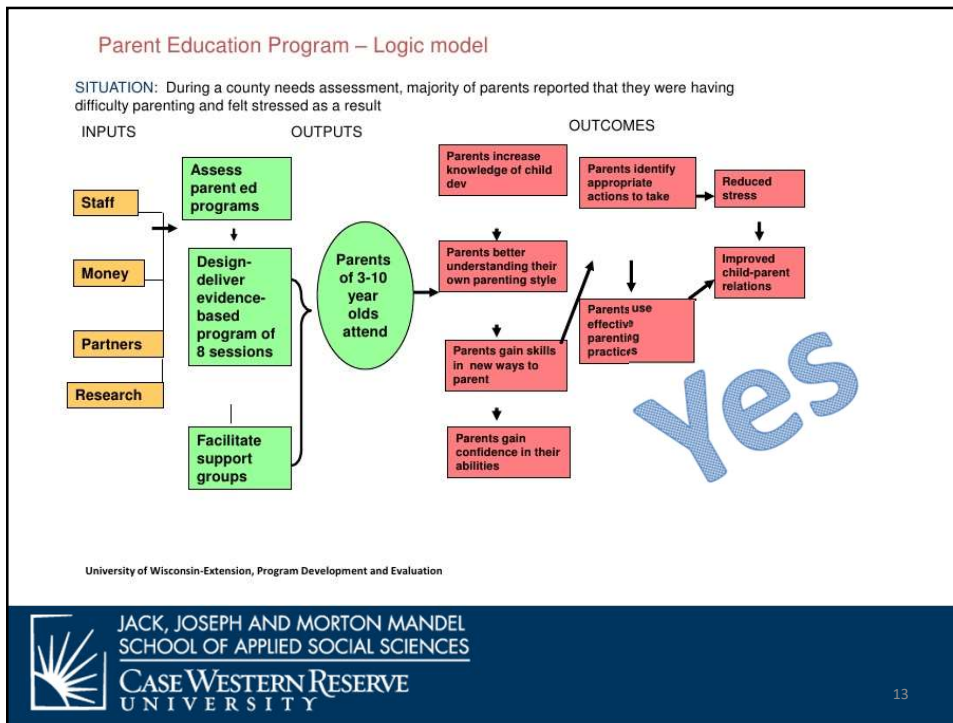 Parent Education Program – Logic model
SITUATION: During a county needs assessment, majority of parents reported that they were having
difficulty parenting and felt stressed as a result
INPUTS
OUTPUTS
OUTCOMES
Staff
Money
Partners
Research
Assess
parent ed
programs
Design-
deliver
evidence-
based
program of
8 sessions
Facilitate
support
groups
Parents
of 3-10
year
olds
attend
Parents increase
knowledge of child
dev
Parents better
understanding their
own parenting style
Parents gain skills
in new ways to
parent
Parents gain
confidence in their
abilities
Parents identify
appropriate
actions to take
Parents use
effective
parenting
practices
Reduced
stress
Improved
child-parent
relations
Yes
University of Wisconsin-Extension, Program Development and Evaluation
JACK, JOSEPH AND MORTON MANDEL
SCHOOL OF APPLIED SOCIAL SCIENCES
CASE WESTERN RESERVE
UNIVERSITY
13